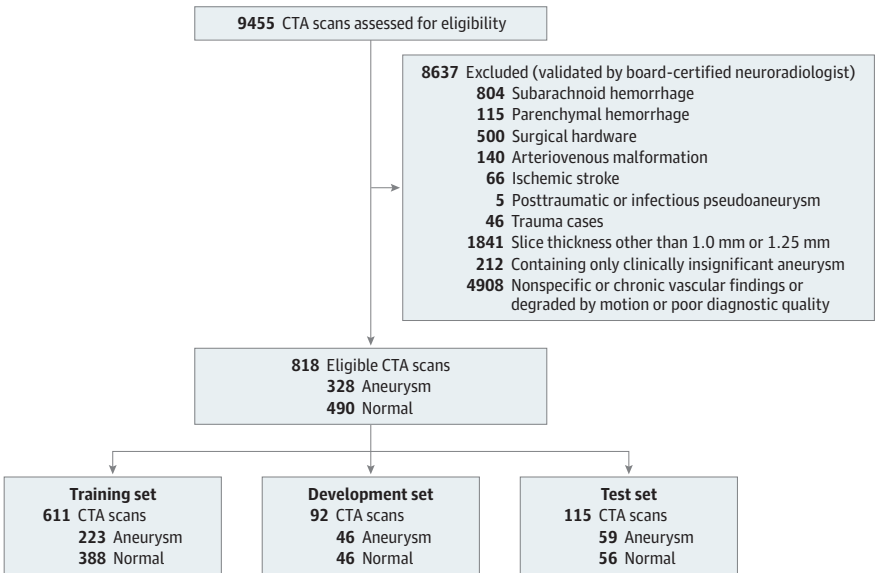 9455 CTA scans assessed for eligibility
8637 Excluded (validated by board-certified neuroradiologist)
804 Subarachnoid hemorrhage
115 Parenchymal hemorrhage
500 Surgical hardware
140 Arteriovenous malformation
66 Ischemic stroke
5 Posttraumatic or infectious pseudoaneurysm
46 Trauma cases
1841 Slice thickness other than 1.0 mm or 1.25 mm
212 Containing only clinically insignificant aneurysm
4908 Nonspecific or chronic vascular findings or
degraded by motion or poor diagnostic quality
818 Eligible CTA scans
328 Aneurysm
490 Normal
Training set
611 CTA scans
223 Aneurysm
388 Normal
Development set
92 CTA scans
46 Aneurysm
46 Normal
Test set
115 CTA scans
59 Aneurysm
56 Normal